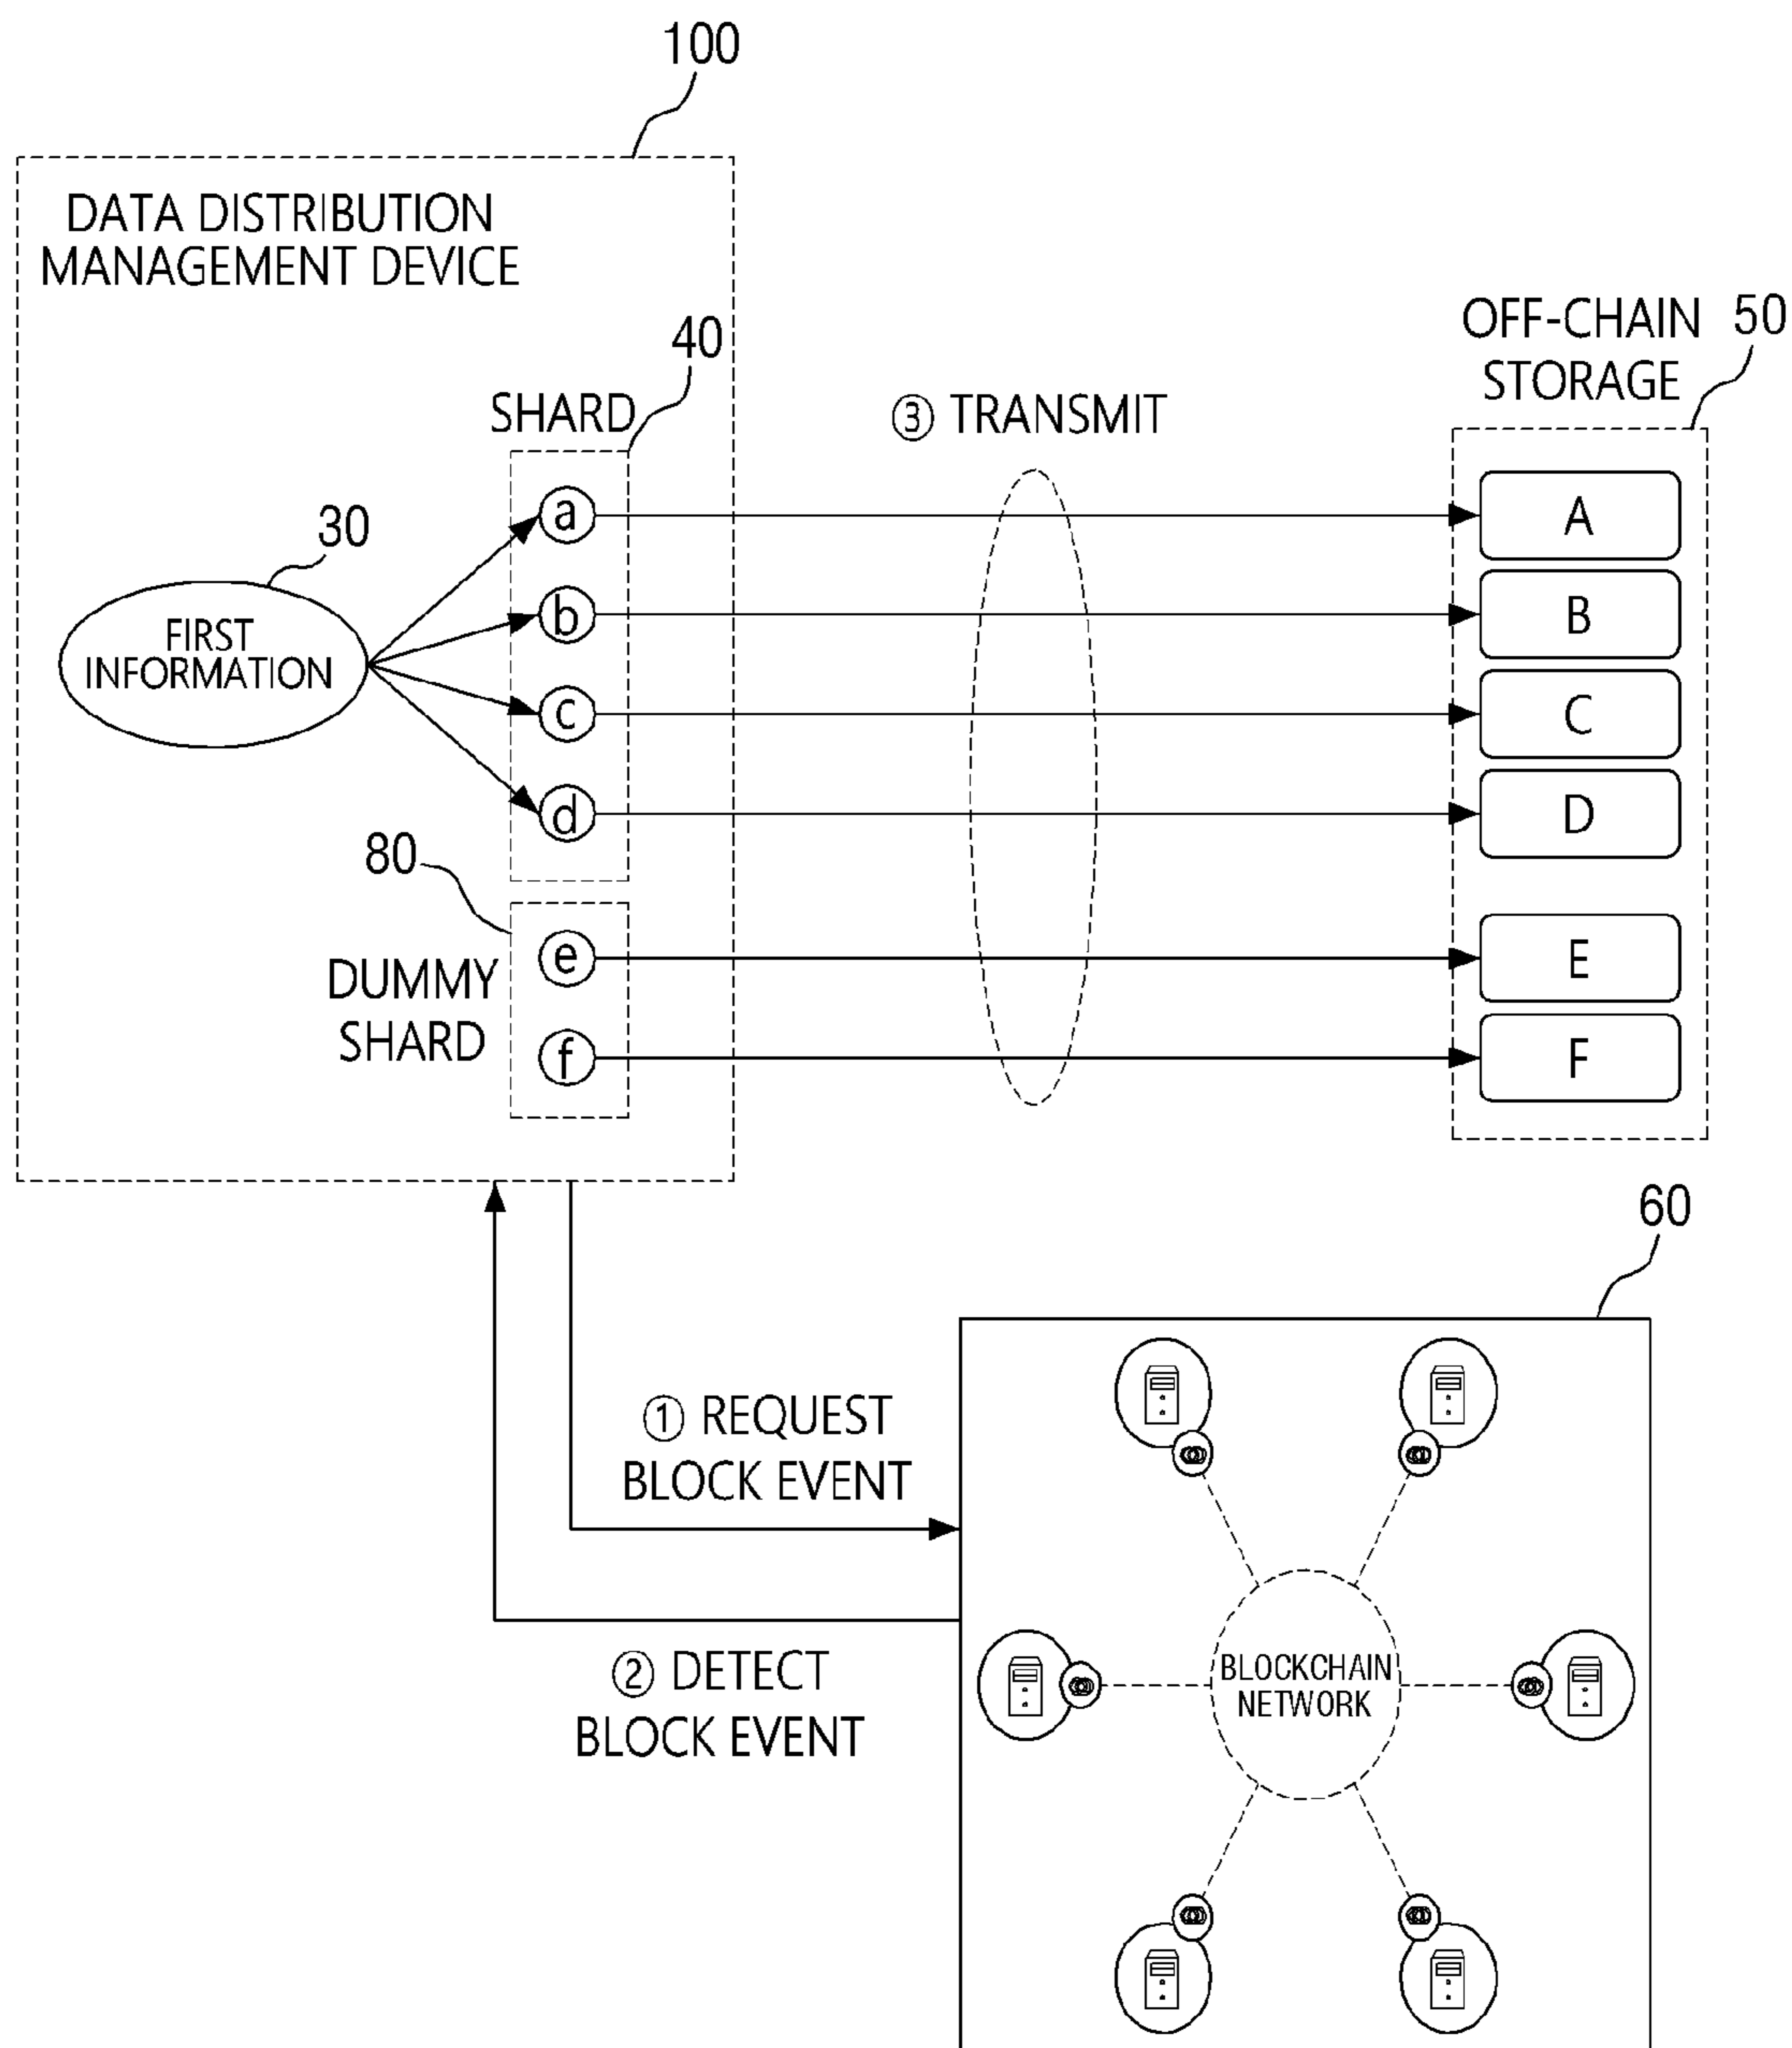 100
DATA DISTRIBUTION
MANAGEMENT DEVICE
40
SHARD
③ TRANSMIT
OFF-CHAIN 50
STORAGE
30
FIRST
INFORMATION
a
A
b
B
c
C
d
D
80
DUMMY
SHARD
e
E
f
F
60
① REQUEST
BLOCK EVENT
② DETECT
BLOCK EVENT
BLOCKCHAIN
NETWORK